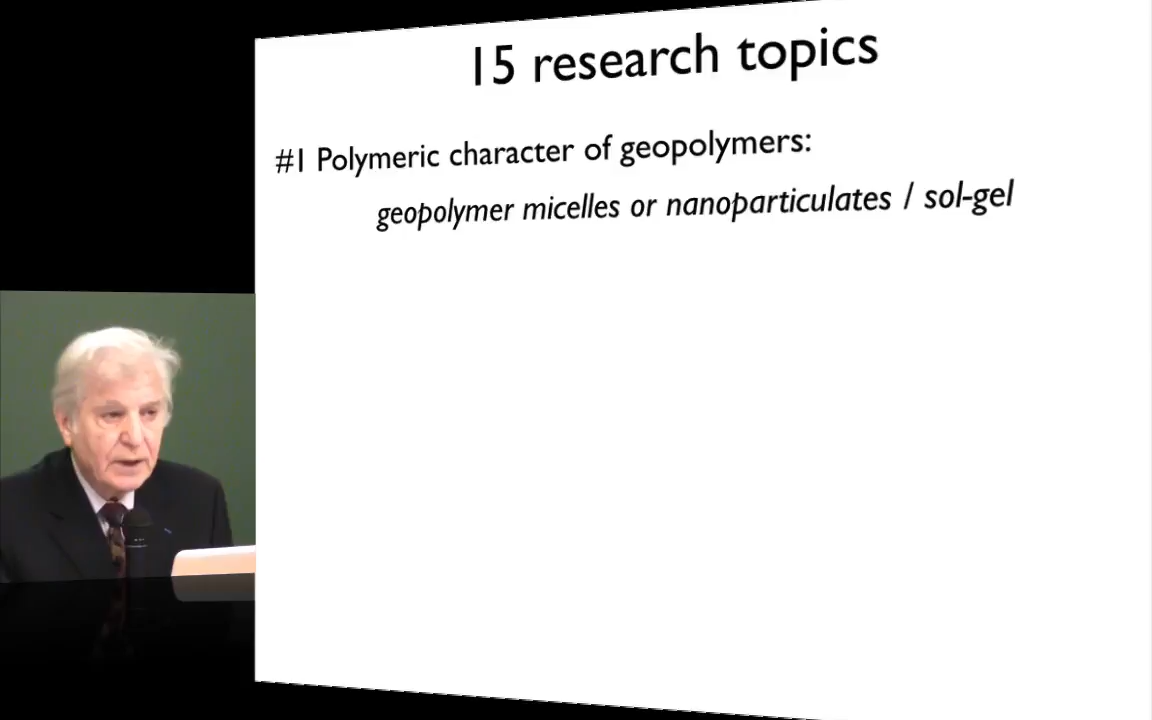 15 research topics
#1 Polymeric character of geopolymers:
geopolymer micelles or nanoparticulates / sol-gel